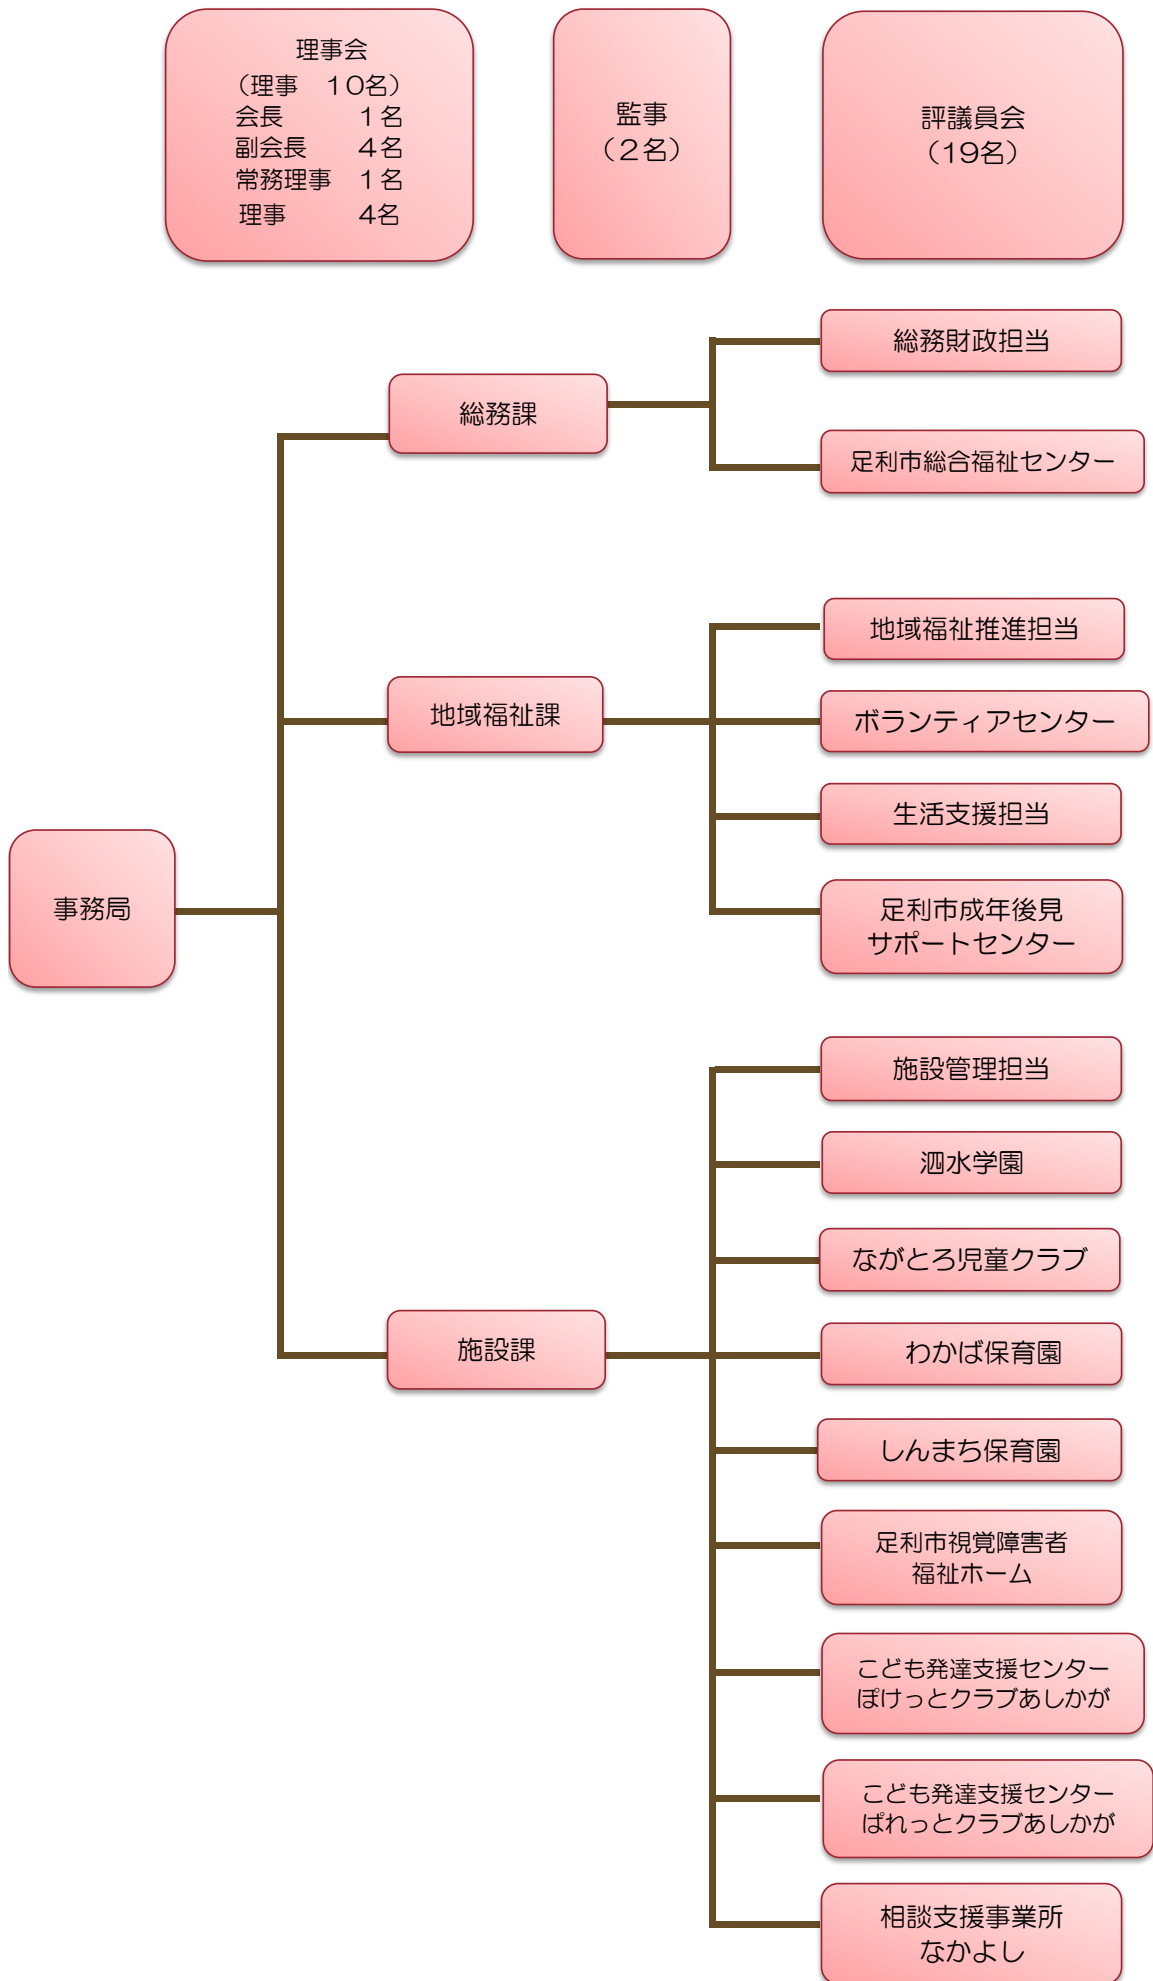 理事会
（理事　１０名）
会長　１名
副会長　４名
常務理事　１名
理事　４名
監事
（２名）
評議員会
（19名）
総務財政担当
総務課
足利市総合福祉センター
地域福祉推進担当
地域福祉課
ボランティアセンター
生活支援担当
事務局
足利市成年後見
サポートセンター
施設管理担当
泗水学園
ながとろ児童クラブ
施設課
わかば保育園
しんまち保育園
足利市視覚障害者
福祉ホーム
こども発達支援センター
ぽけっとクラブあしかが
こども発達支援センター
ぱれっとクラブあしかが
相談支援事業所
なかよし